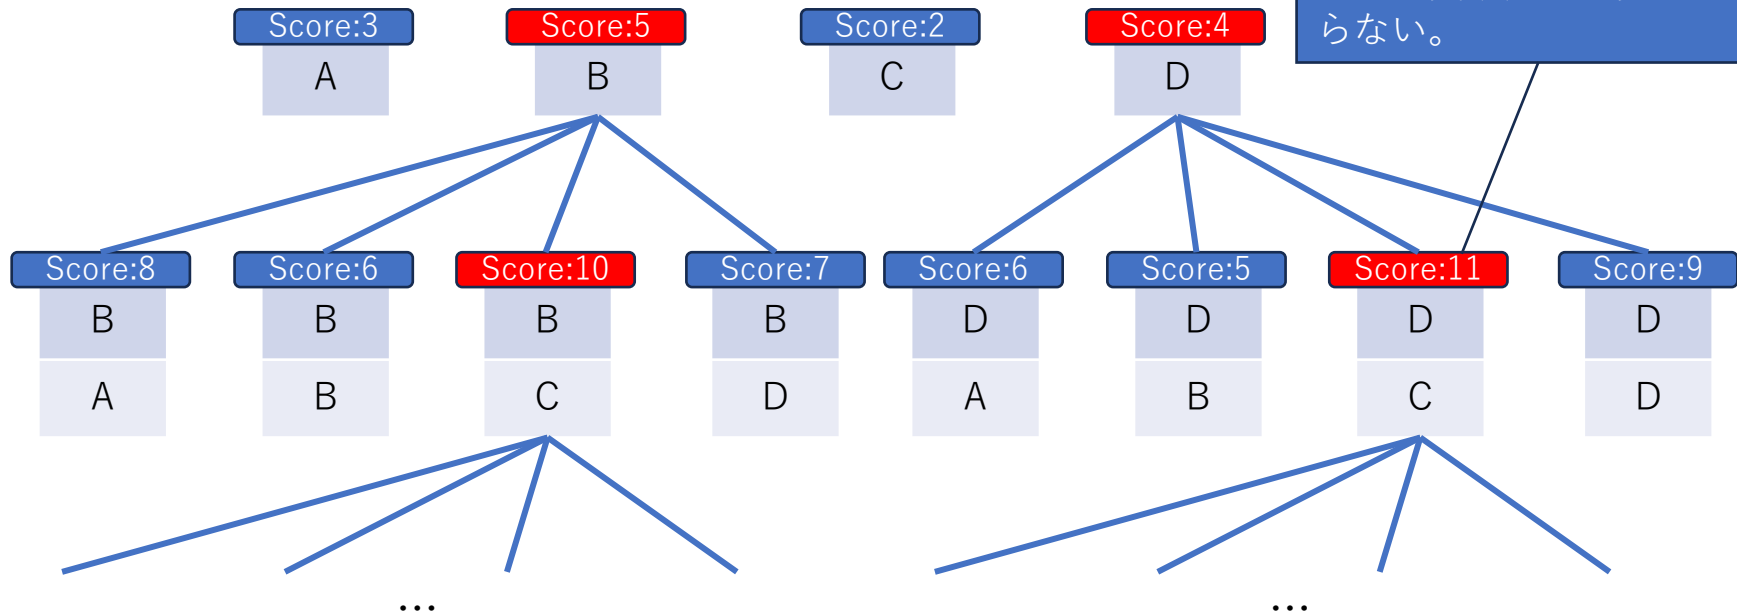 Score:3
Score:5
Score:2
Score:4
らない。
A
B
C
D
Score:8
Score:6
Score:10
Score:7
Score:6
Score:5
Score:11
Score:9
B
B
B
B
D
D
D
D
A
B
C
D
A
B
C
D
…
…